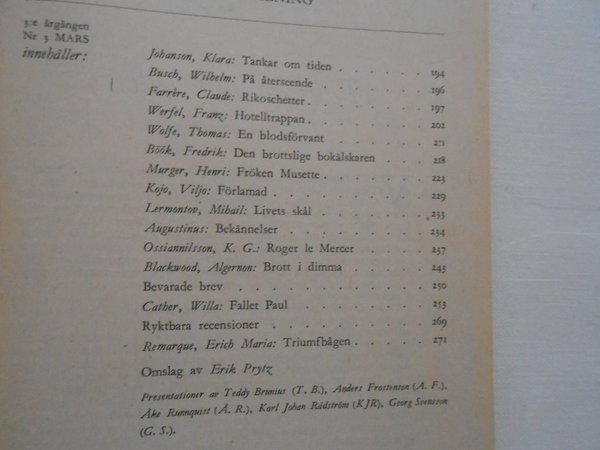 NING
3:e årgången
Nr 3 MARS
innehåller:
Johanson, Klara: Tankar om tiden . . . . . . 194
Busch, Wilhelm: På återseende . . . . . . 196
Farrère, Claude: Rikoschetter . . . . . . . 197
Werfel, Franz: Hotelltrappan . . . . . . . 202
Wolfe, Thomas: En blodsförvant . . . . . . 211
Böök, Fredrik: Den brottslige bokälskaren . . . . 218
Murger, Henri: Fröken Musette . . . . . . 223
Kojo, Viljo: Förlamad . . . . . . . . 229
Lermontov, Mihail: Livets skål . . . . . . 233
Augustinus: Bekännelser . . . . . . . . 234
Ossiannilsson, K. G.: Roger le Mercer . . . . 237
Blackwood, Algernon: Brott i dimma . . . . . 243
Bevarade brev . . . . . . . . . 250
Cather, Willa: Fallet Paul . . . . . . . 253
Ryktbara recensioner . . . . . . . . 269
Remarque, Erich Maria: Triumfbågen . . . . . 271
Omslag av Erik Prytz
Presentationer av Teddy Brunius (T. B.), Anders Frostenson (A. F.),
Åke Runnquist (Å. R.), Karl Johan Rådström (KJR), Georg Svensson
(G. S.).